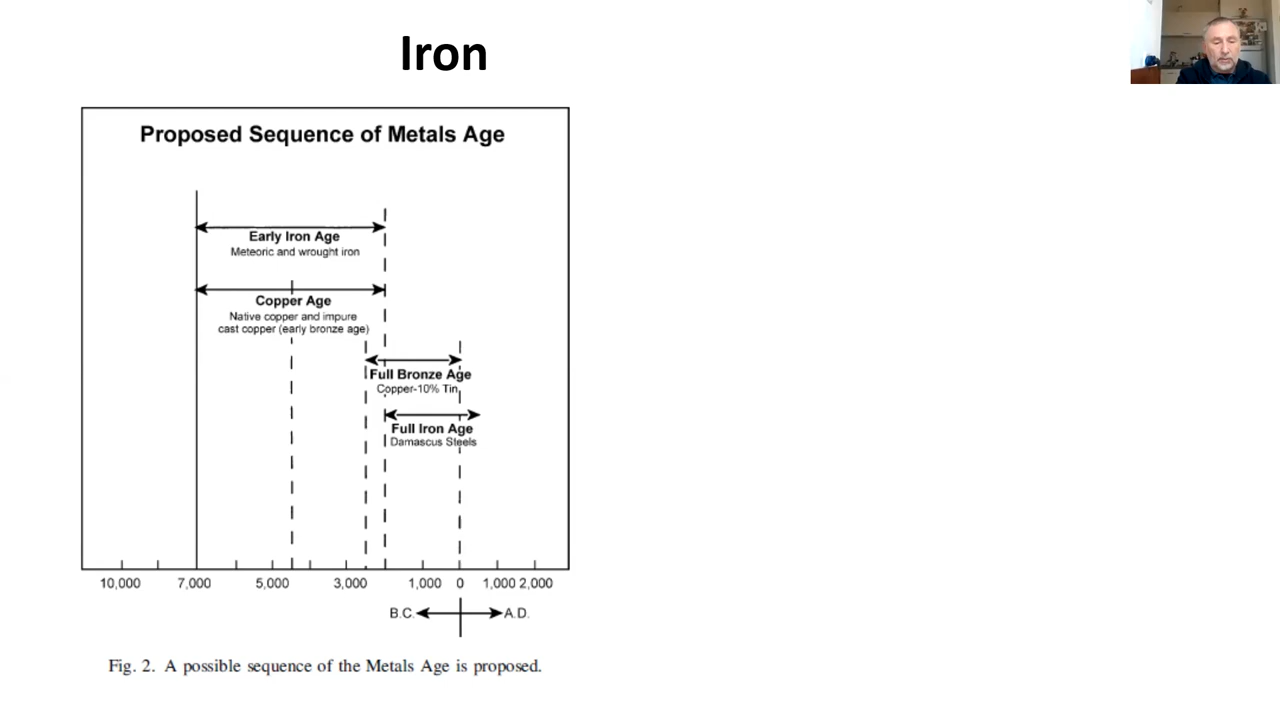 Iron
Proposed Sequence of Metals Age
Early Iron Age
Meteoric and wrought iron
Copper Age
Native copper and impure
cast copper (early bronze age)
Full Bronze Age
Copper-10% Tin
Full Iron Age
Damascus Steels
10,000 7,000 5,000 3,000 1,000 0 1,000 2,000
B.C. A.D.
Fig. 2. A possible sequence of the Metals Age is proposed.